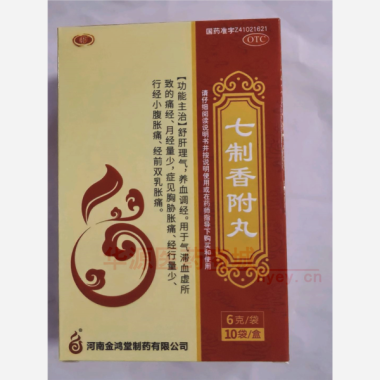 国药准字Z41021621
OTC
请仔细阅读说明书并按说明使用或在药师指导下购买和使用
七制香附丸
【功能主治】舒肝理气，养血调经。用于气滞血虚所
致的痛经、月经量少，症见胸胁胀痛、经行量少、
行经小腹胀痛、经前双乳胀痛。
6克/袋
10袋/盒
河南金鸿堂制药有限公司